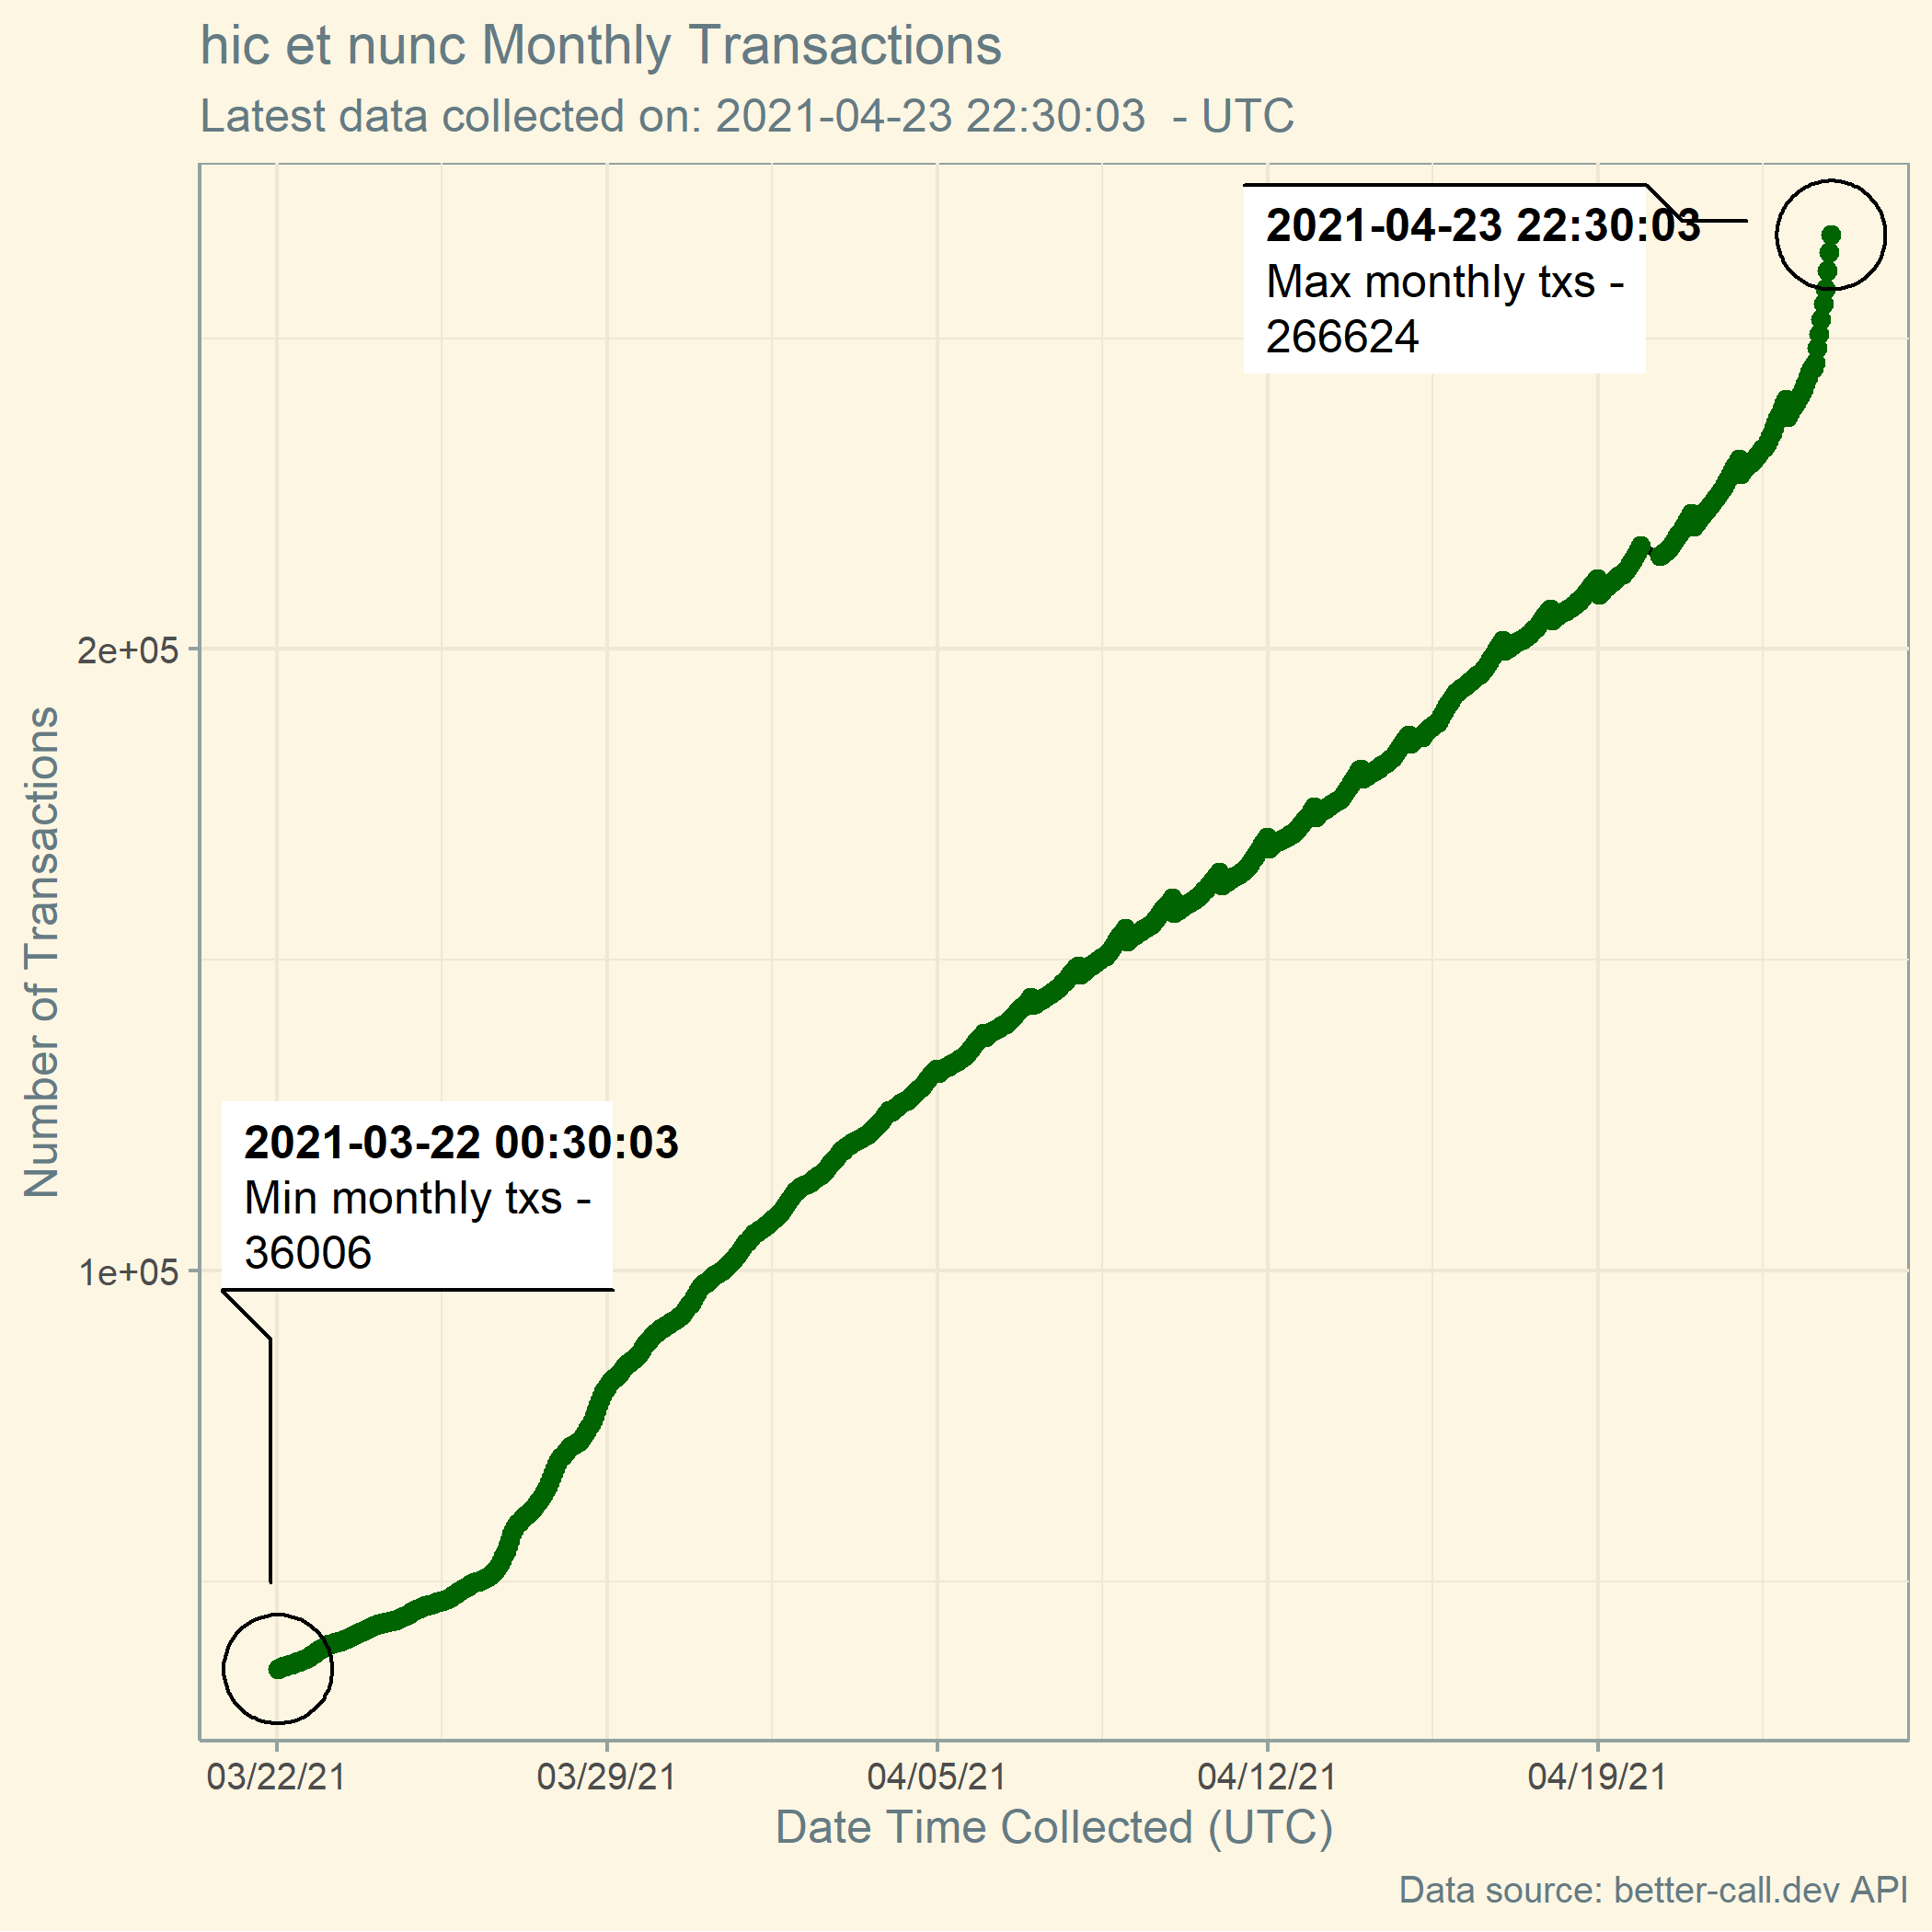 hic et nunc Monthly Transactions
Latest data collected on: 2021-04-23 22:30:03  - UTC
2021-04-23 22:30:03
Max monthly txs -
266624
2e+05
Number of Transactions
2021-03-22 00:30:03
Min monthly txs -
36006
1e+05
03/22/21 03/29/21 04/05/21 04/12/21 04/19/21
Date Time Collected (UTC)
Data source: better-call.dev API